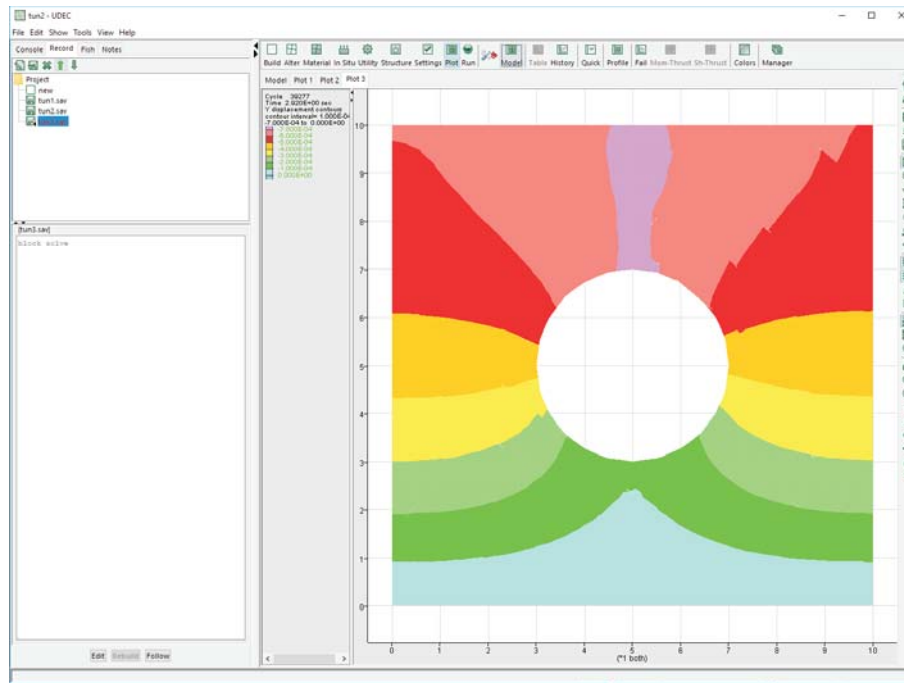 tun2 - UDEC
File Edit Show Tools View Help
Console Record Fish Notes
Build Alter Material In Situ Utility Structure Settings Plot Run Model Table History Quick Profile Fail Mom-Thrust Sh-Thrust Colors Manager
Project
new
tun1.sav
tun2.sav
Model Plot 1 Plot 2 Plot 3
Cycle 39277
Time 2.920E+00 sec
Y displacement contours
contour interval= 1.000E-04
-7.000E-04 to 0.000E+00
-7.000E-04
-6.000E-04
-5.000E-04
-4.000E-04
-3.000E-04
-2.000E-04
-1.000E-04
0.000E+00
[tun3.sav]
block solve
10
9
8
7
6
5
4
3
2
1
0
0 1 2 3 4 5 6 7 8 9 10
(*1 both)
Edit Rebuild Follow